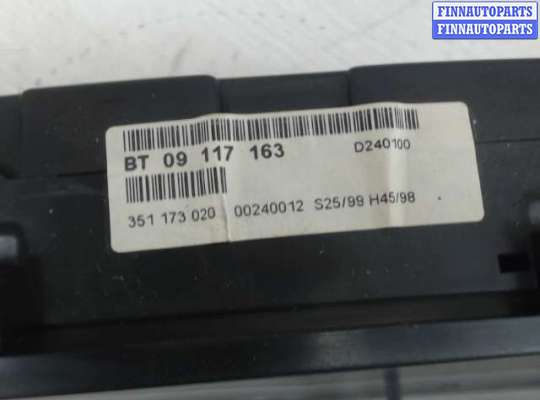 FINNAUTOPARTS
FINNAUTOPARTS
BT 09 117 163 D240100
351 173 020 00240012 S25/99 H45/98